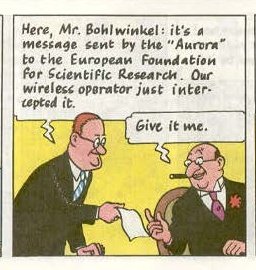 Here, Mr. Bohlwinkel: it's a
message sent by the "Aurora"
to the European Foundation
for Scientific Research. Our
wireless operator just inter-
cepted it.
Give it me.